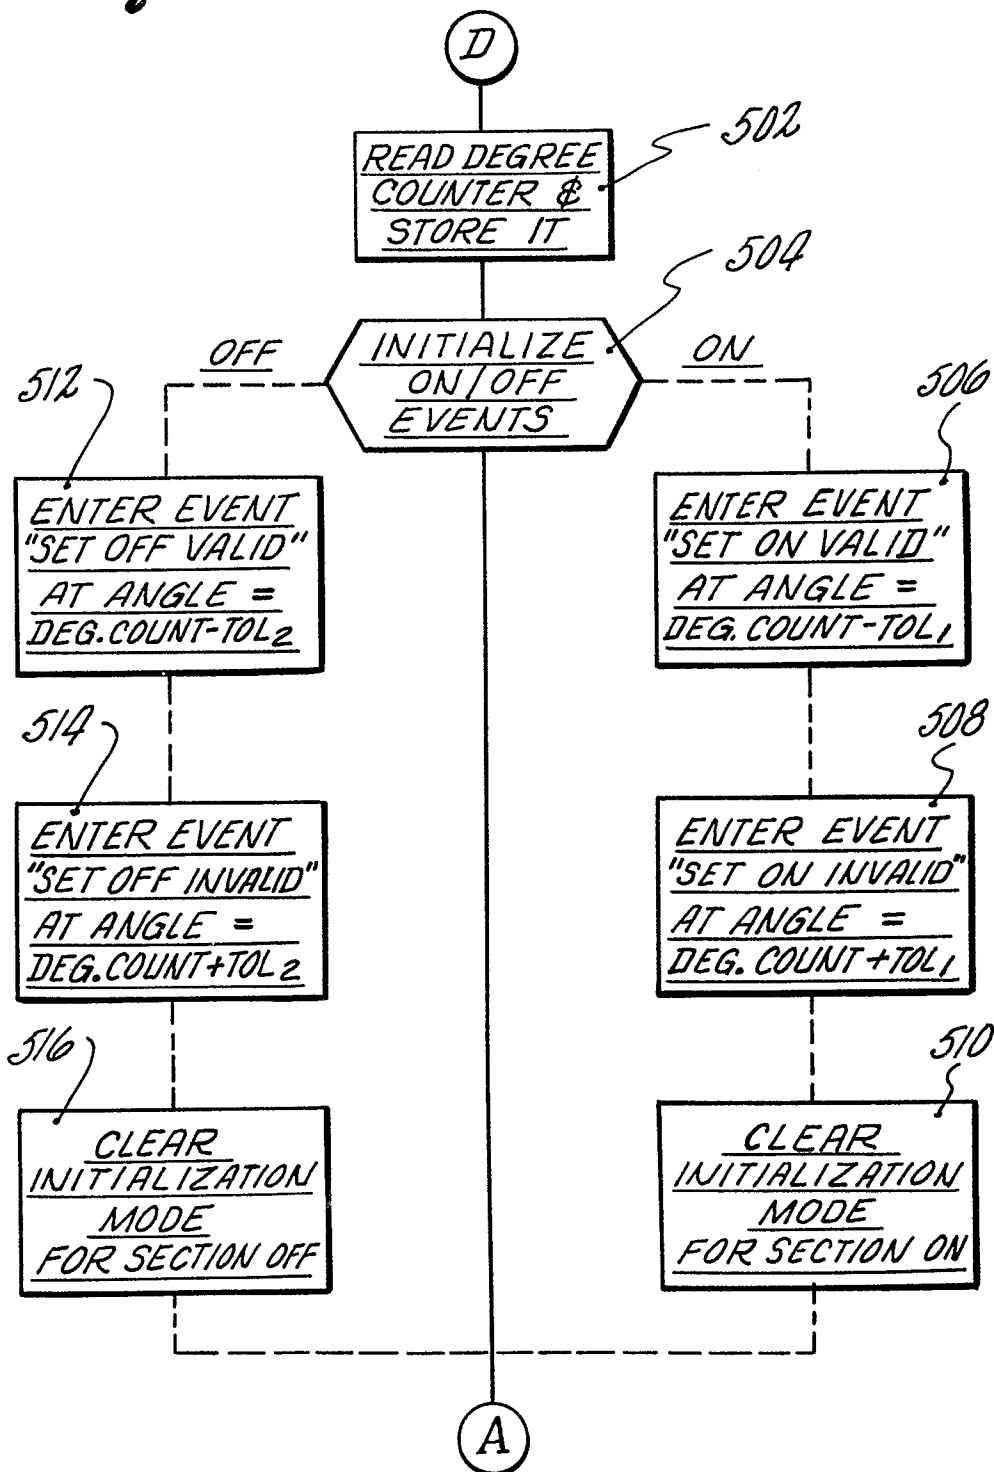 D
502
READ DEGREE
COUNTER &
STORE IT
504
INITIALIZE
ON/OFF
EVENTS
OFF
ON
512
ENTER EVENT
"SET OFF VALID"
AT ANGLE =
DEG. COUNT-TOL2
506
ENTER EVENT
"SET ON VALID"
AT ANGLE =
DEG. COUNT-TOL1
514
ENTER EVENT
"SET OFF INVALID"
AT ANGLE =
DEG. COUNT+TOL2
508
ENTER EVENT
"SET ON INVALID"
AT ANGLE =
DEG. COUNT+TOL1
516
CLEAR
INITIALIZATION
MODE
FOR SECTION OFF
510
CLEAR
INITIALIZATION
MODE
FOR SECTION ON
A